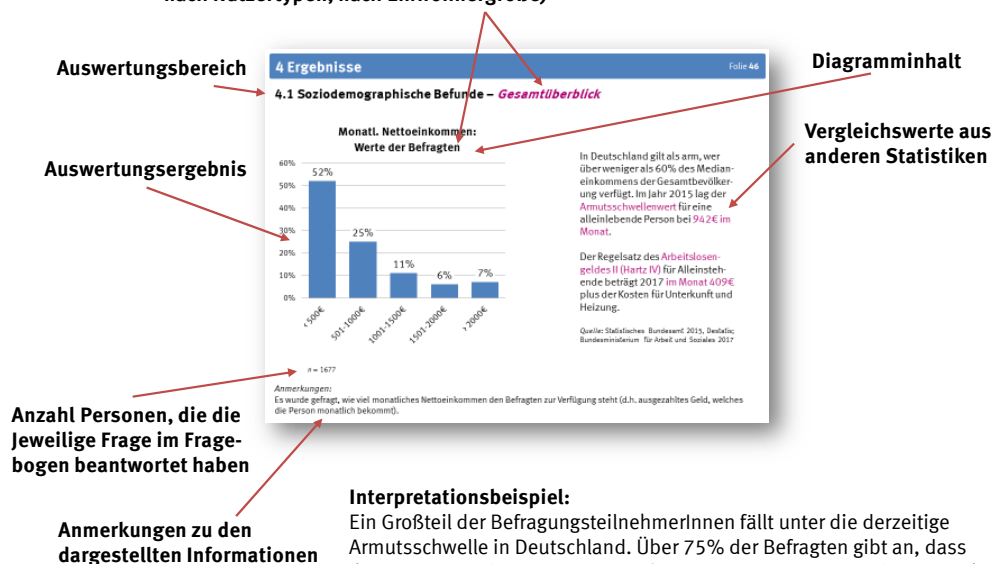 Auswertungsbereich
Diagramminhalt
4 Ergebnisse
Folie 46
4.1 Soziodemographische Befunde – Gesamtüberblick
Vergleichswerte aus
anderen Statistiken
Auswertungsergebnis
Monatl. Nettoeinkommen:
Werte der Befragten
60%
50%
40%
30%
20%
10%
0%
52%
25%
11%
6%
7%
< 500€
501-1000€
1001-1500€
1501-2000€
> 2000€
In Deutschland gilt als arm, wer
über weniger als 60% des Median-
einkommens der Gesamtbevölker-
ung verfügt. Im Jahr 2015 lag der
Armutsschwellenwert für eine
alleinlebende Person bei 942€ im
Monat.
Der Regelsatz des Arbeitslosen-
geldes II (Hartz IV) für Alleinsteh-
ende beträgt 2017 im Monat 409€
plus der Kosten für Unterkunft und
Heizung.
Quelle: Statistisches Bundesamt 2015, Destatis;
Bundesministerium für Arbeit und Soziales 2017
n = 1677
Anmerkungen:
Es wurde gefragt, wie viel monatliches Nettoeinkommen den Befragten zur Verfügung steht (d.h. ausgezahltes Geld, welches
die Person monatlich bekommt).
Anzahl Personen, die die
Jeweilige Frage im Frage-
bogen beantwortet haben
Anmerkungen zu den
dargestellten Informationen
Interpretationsbeispiel:
Ein Großteil der BefragungsteilnehmerInnen fällt unter die derzeitige
Armutsschwelle in Deutschland. Über 75% der Befragten gibt an, dass